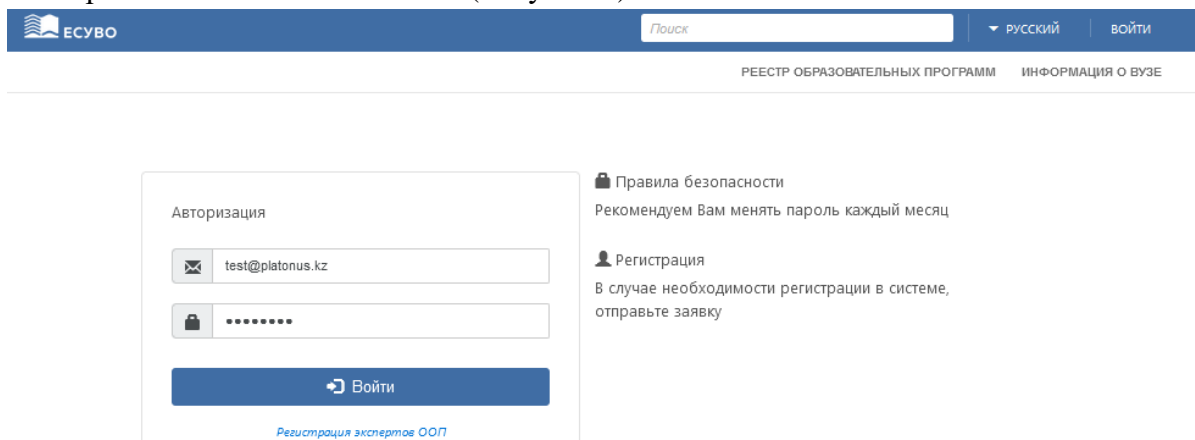 ЕСУВО
Поиск
РУССКИЙ
ВОЙТИ
РЕЕСТР ОБРАЗОВАТЕЛЬНЫХ ПРОГРАММ
ИНФОРМАЦИЯ О ВУЗЕ
Авторизация
test@platonus.kz
••••••••
Войти
Регистрация экспертов ООП
Правила безопасности
Рекомендуем Вам менять пароль каждый месяц
Регистрация
В случае необходимости регистрации в системе,
отправьте заявку